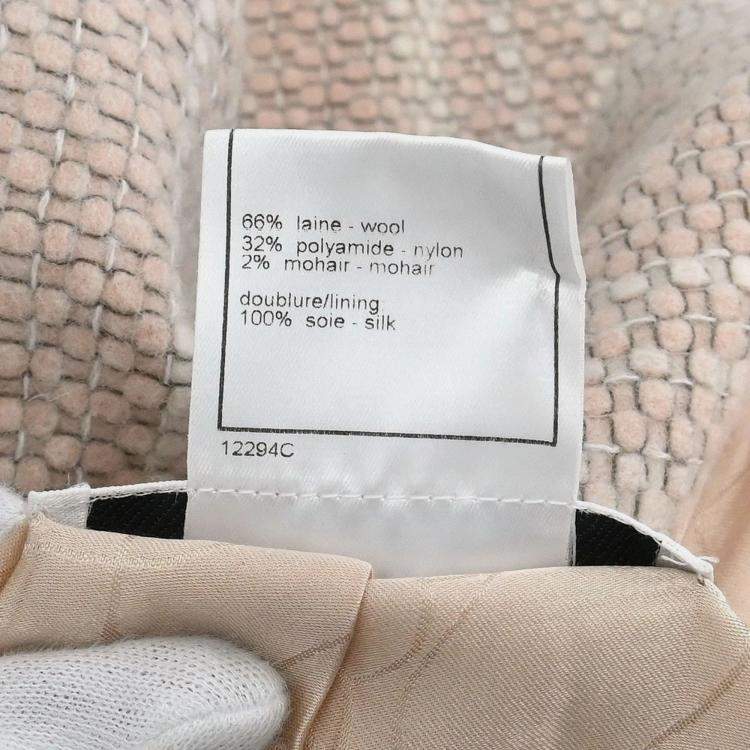 66% laine - wool
32% polyamide - nylon
2% mohair - mohair
doublure/lining
100% soie - silk
12294C